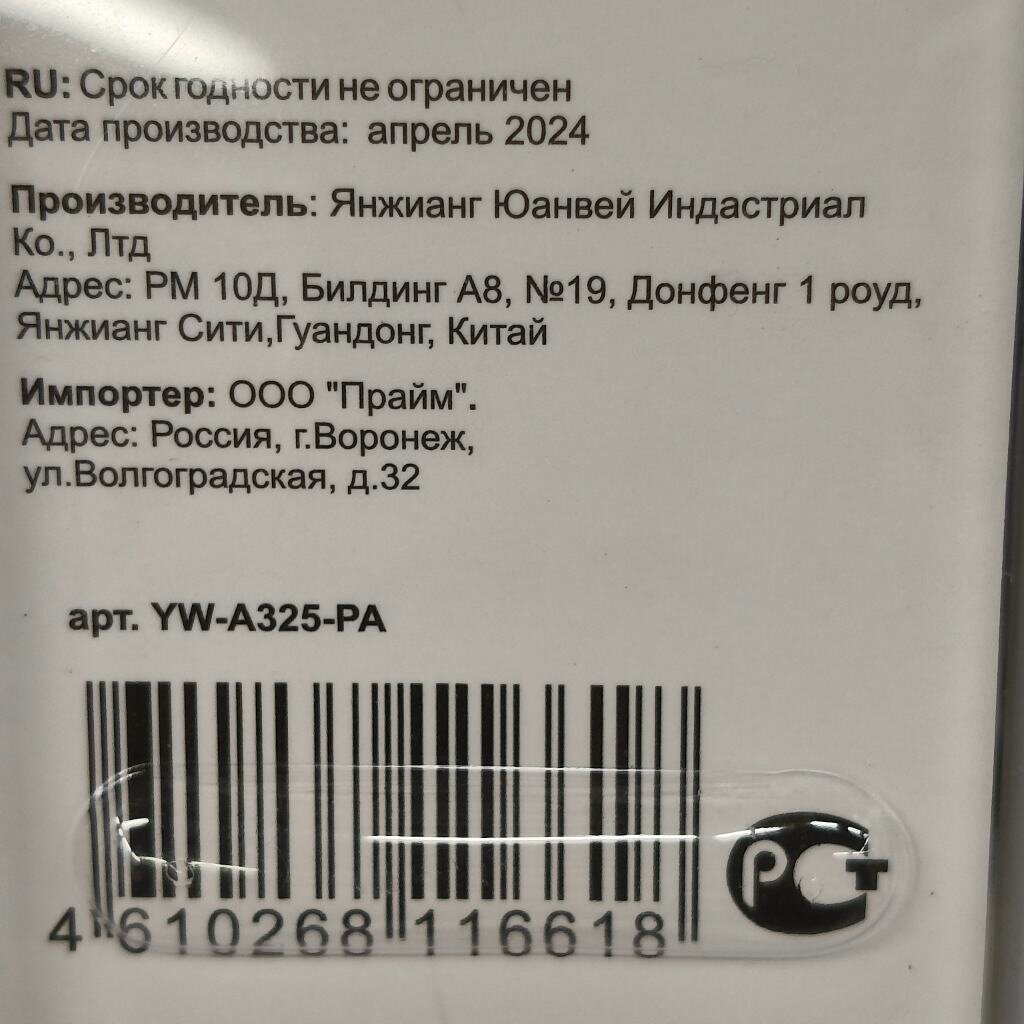 RU: Срок годности не ограничен
Дата производства: апрель 2024
Производитель: Янжианг Юанвей Индастриал
Ко., Лтд
Адрес: РМ 10Д, Билдинг А8, №19, Донфенг 1 роуд,
Янжианг Сити,Гуандонг, Китай
Импортер: ООО "Прайм".
Адрес: Россия, г.Воронеж,
ул.Волгоградская, д.32
арт. YW-A325-PA
4 610268 116618
РСТ